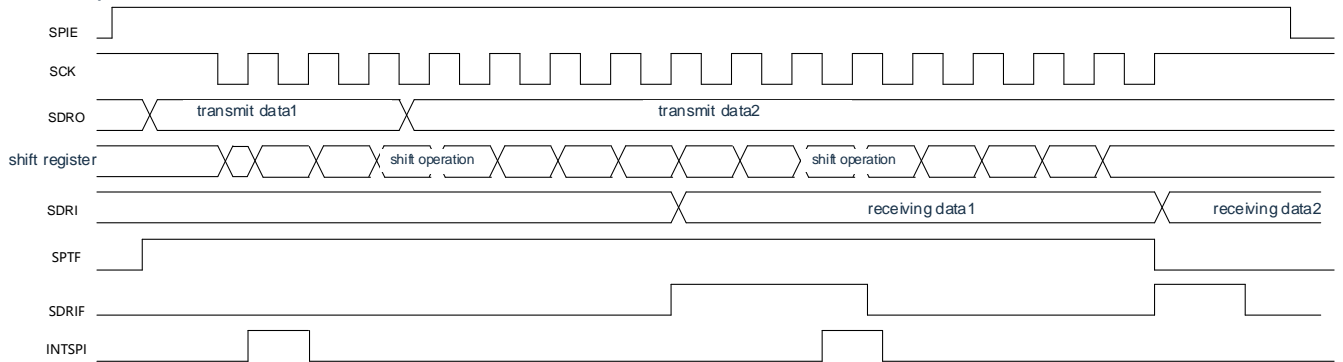 SPIE
SCK
SDRO transmit data1 transmit data2
shift register shift operation shift operation
SDRI receiving data1 receiving data2
SPTF
SDRIF
INTSPI